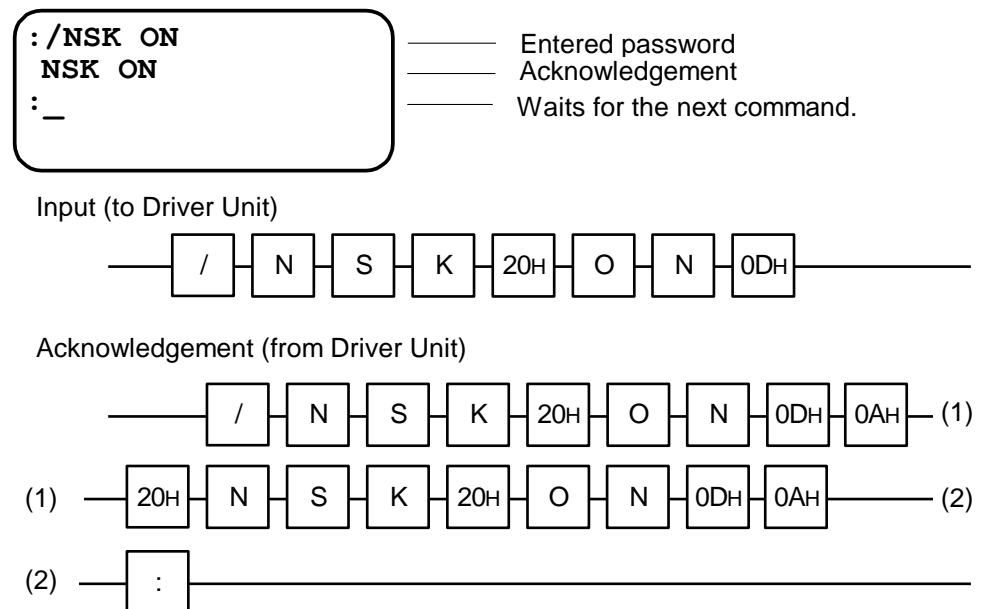 :/NSK ON
NSK ON
:_
Entered password
Acknowledgement
Waits for the next command.
Input (to Driver Unit)
/ N S K 20H O N 0DH
Acknowledgement (from Driver Unit)
/ N S K 20H O N 0DH 0AH (1)
(1) 20H N S K 20H O N 0DH 0AH (2)
(2) :